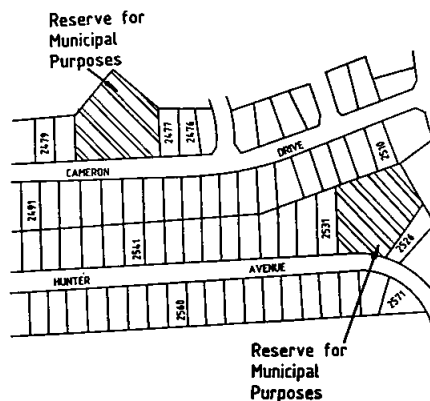 Reserve for
Municipal
Purposes
2479
2477
2476
CAMERON
DRIVE
2510
2491
2541
2531
2526
HUNTER
AVENUE
2560
2571
Reserve for
Municipal
Purposes